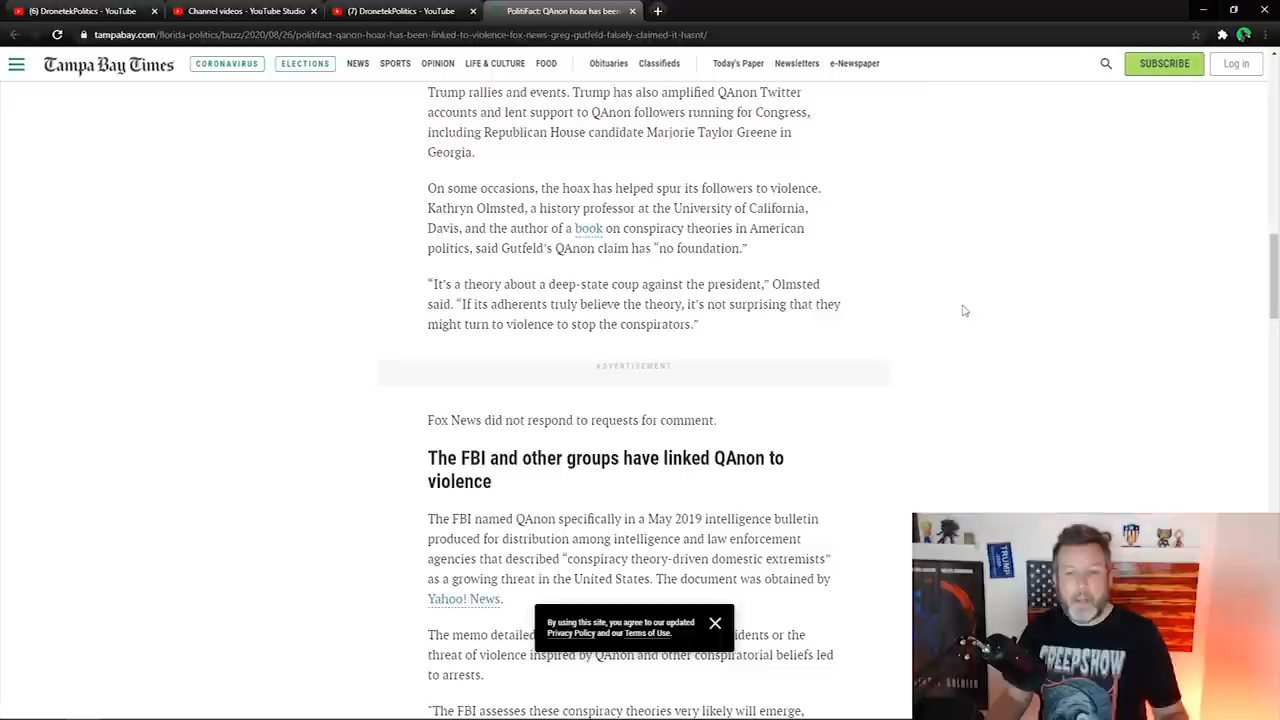 (6) DronetekPolitics - YouTube
Channel videos - YouTube Studio
(7) DronetekPolitics - YouTube
PolitiFact: QAnon hoax has been
tampabay.com/florida-politics/buzz/2020/08/26/politifact-qanon-hoax-has-been-linked-to-violence-fox-news-greg-gutfeld-falsely-claimed-it-hasnt/
Tampa Bay Times
CORONAVIRUS
ELECTIONS
NEWS
SPORTS
OPINION
LIFE & CULTURE
FOOD
Obituaries
Classifieds
Today's Paper
Newsletters
e-Newspaper
SUBSCRIBE
Log in
Trump rallies and events. Trump has also amplified QAnon Twitter
accounts and lent support to QAnon followers running for Congress,
including Republican House candidate Marjorie Taylor Greene in
Georgia.
On some occasions, the hoax has helped spur its followers to violence.
Kathryn Olmsted, a history professor at the University of California,
Davis, and the author of a book on conspiracy theories in American
politics, said Gutfeld's QAnon claim has “no foundation.”
“It's a theory about a deep-state coup against the president,” Olmsted
said. “If its adherents truly believe the theory, it's not surprising that they
might turn to violence to stop the conspirators.”
ADVERTISEMENT
Fox News did not respond to requests for comment.
The FBI and other groups have linked QAnon to
violence
The FBI named QAnon specifically in a May 2019 intelligence bulletin
produced for distribution among intelligence and law enforcement
agencies that described “conspiracy theory-driven domestic extremists”
as a growing threat in the United States. The document was obtained by
Yahoo! News.
By using this site, you agree to our updated
Privacy Policy and our Terms of Use.
The memo detailed idents or the
threat of violence inspired by QAnon and other conspiratorial beliefs led
to arrests.
"The FBI assesses these conspiracy theories very likely will emerge,
TRUMP
CREEPSHOW